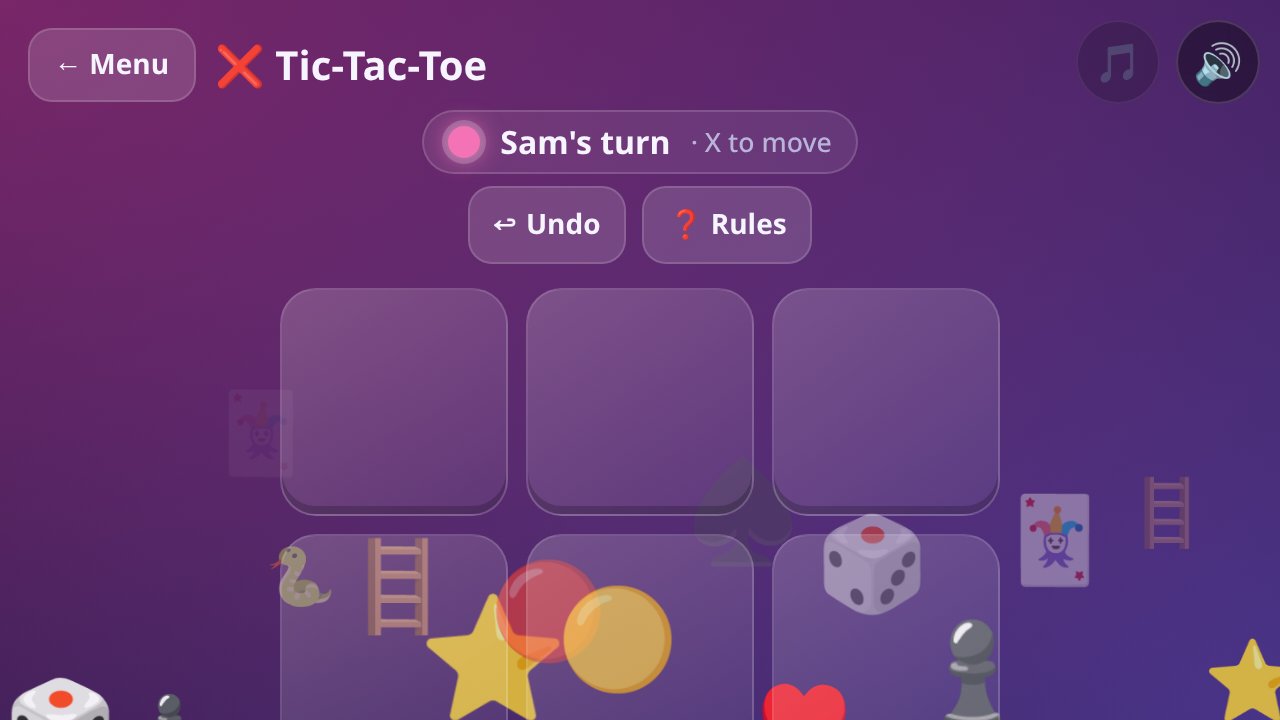 ← Menu
❌ Tic-Tac-Toe
Sam's turn · X to move
↩ Undo
❓ Rules